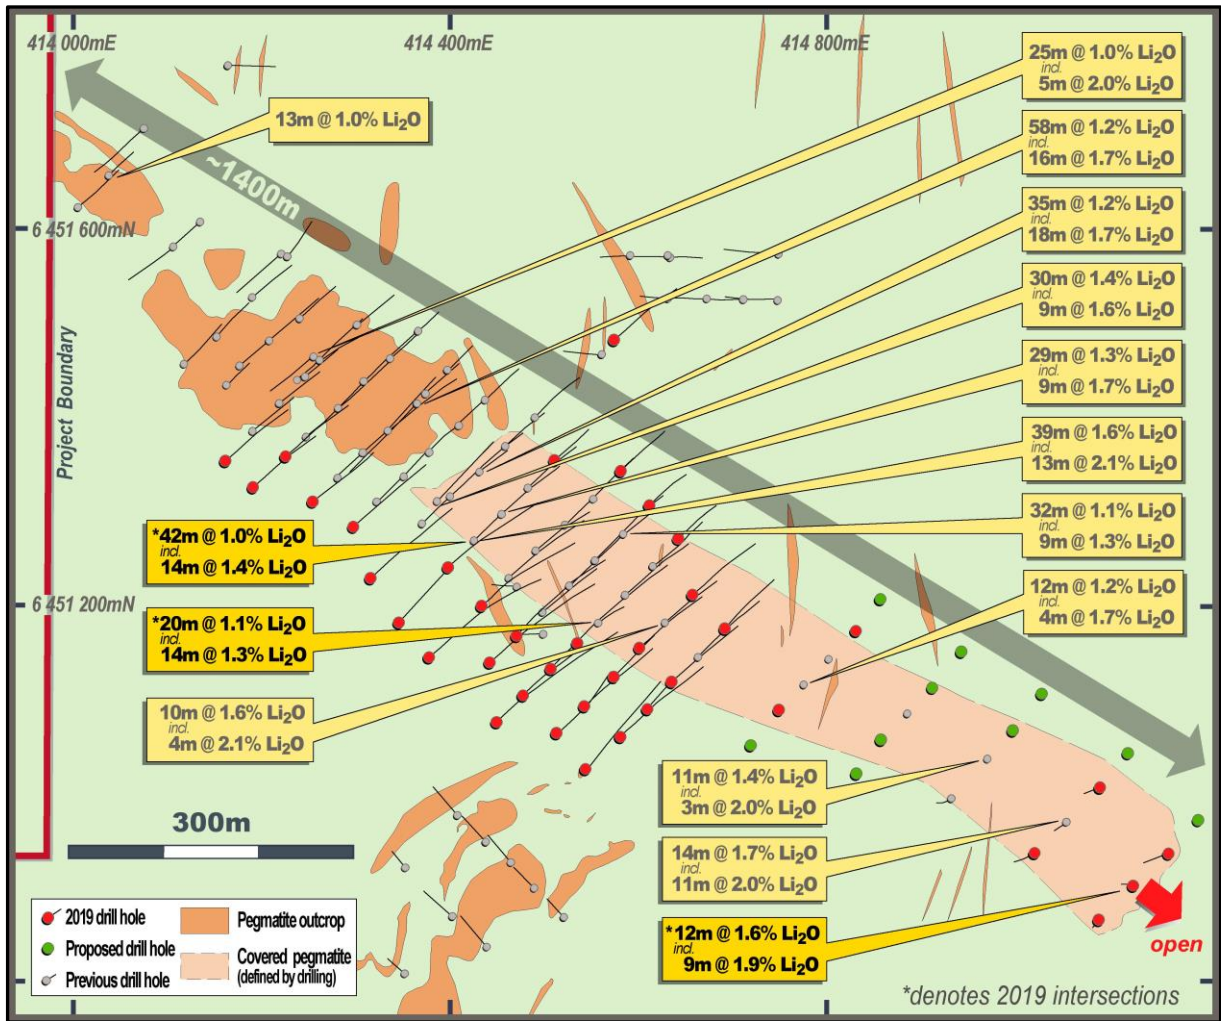 414 000mE
414 400mE
414 800mE
25m @ 1.0% Li2O
incl.
5m @ 2.0% Li2O
13m @ 1.0% Li2O
58m @ 1.2% Li2O
incl.
16m @ 1.7% Li2O
~1400m
35m @ 1.2% Li2O
incl.
18m @ 1.7% Li2O
6 451 600mN
30m @ 1.4% Li2O
incl.
9m @ 1.6% Li2O
Project Boundary
29m @ 1.3% Li2O
incl.
9m @ 1.7% Li2O
39m @ 1.6% Li2O
incl.
13m @ 2.1% Li2O
32m @ 1.1% Li2O
incl.
9m @ 1.3% Li2O
*42m @ 1.0% Li2O
incl.
14m @ 1.4% Li2O
12m @ 1.2% Li2O
incl.
4m @ 1.7% Li2O
6 451 200mN
*20m @ 1.1% Li2O
incl.
14m @ 1.3% Li2O
10m @ 1.6% Li2O
incl.
4m @ 2.1% Li2O
11m @ 1.4% Li2O
incl.
3m @ 2.0% Li2O
300m
14m @ 1.7% Li2O
incl.
11m @ 2.0% Li2O
*12m @ 1.6% Li2O
incl.
9m @ 1.9% Li2O
open
2019 drill hole
Proposed drill hole
Previous drill hole
Pegmatite outcrop
Covered pegmatite
(defined by drilling)
*denotes 2019 intersections